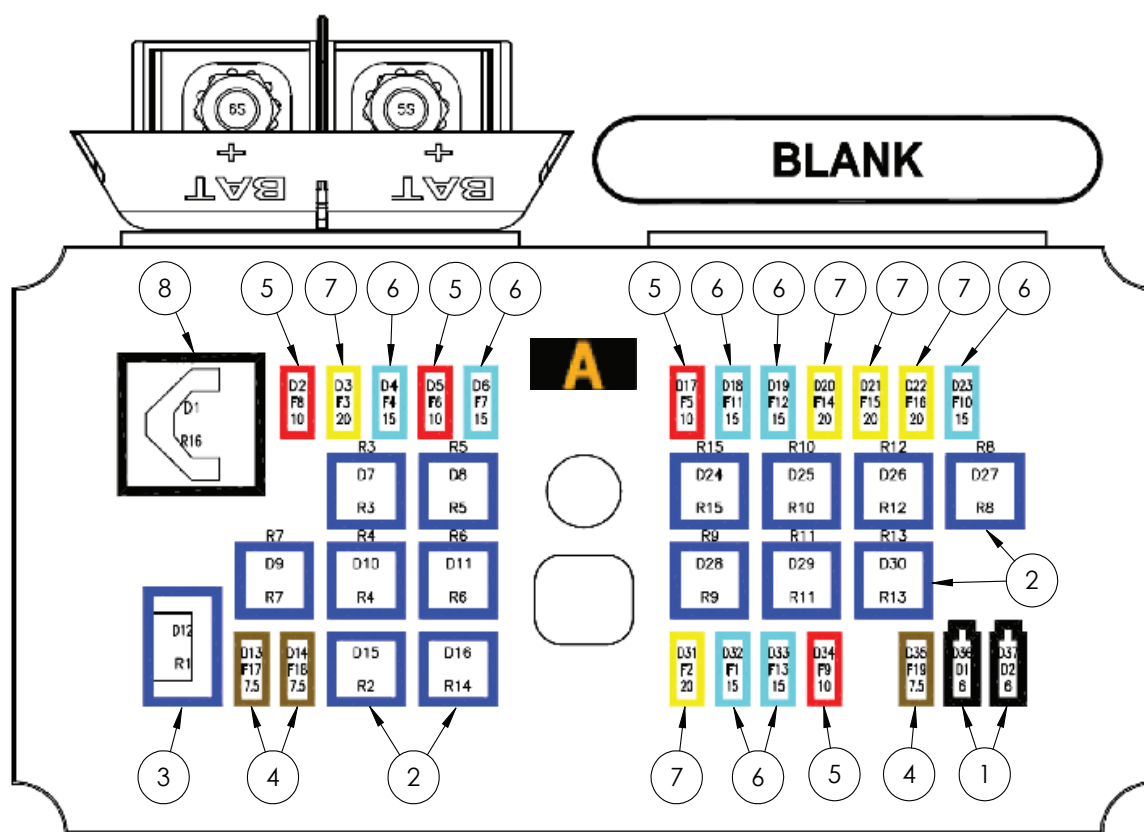 6S 5S
+ +
BAT BAT
BLANK
8 5 7 6 5 6 5 6 6 7 7 7 6
A
D2 D3 D4 D5 D6 D17 D18 D19 D20 D21 D22 D23
F8 F3 F4 F6 F7 F5 F11 F12 F14 F15 F16 F10
10 20 15 10 15 10 15 15 20 20 20 15
D1
R16
R3 R5 R15 R10 R12 R8
D7 D8 D24 D25 D26 D27
R3 R5 R15 R10 R12 R8
R7 R4 R6 R9 R11 R13
D9 D10 D11 D28 D29 D30
R7 R4 R6 R9 R11 R13
2
D12 D13 D14 D15 D16 D31 D32 D33 D34 D35 D36 D37
R1 F17 F18 R2 R14 F2 F1 F13 F9 F19 D1 D2
7.5 7.5 20 15 15 10 7.5 6 6
3 4 2 7 6 5 4 1